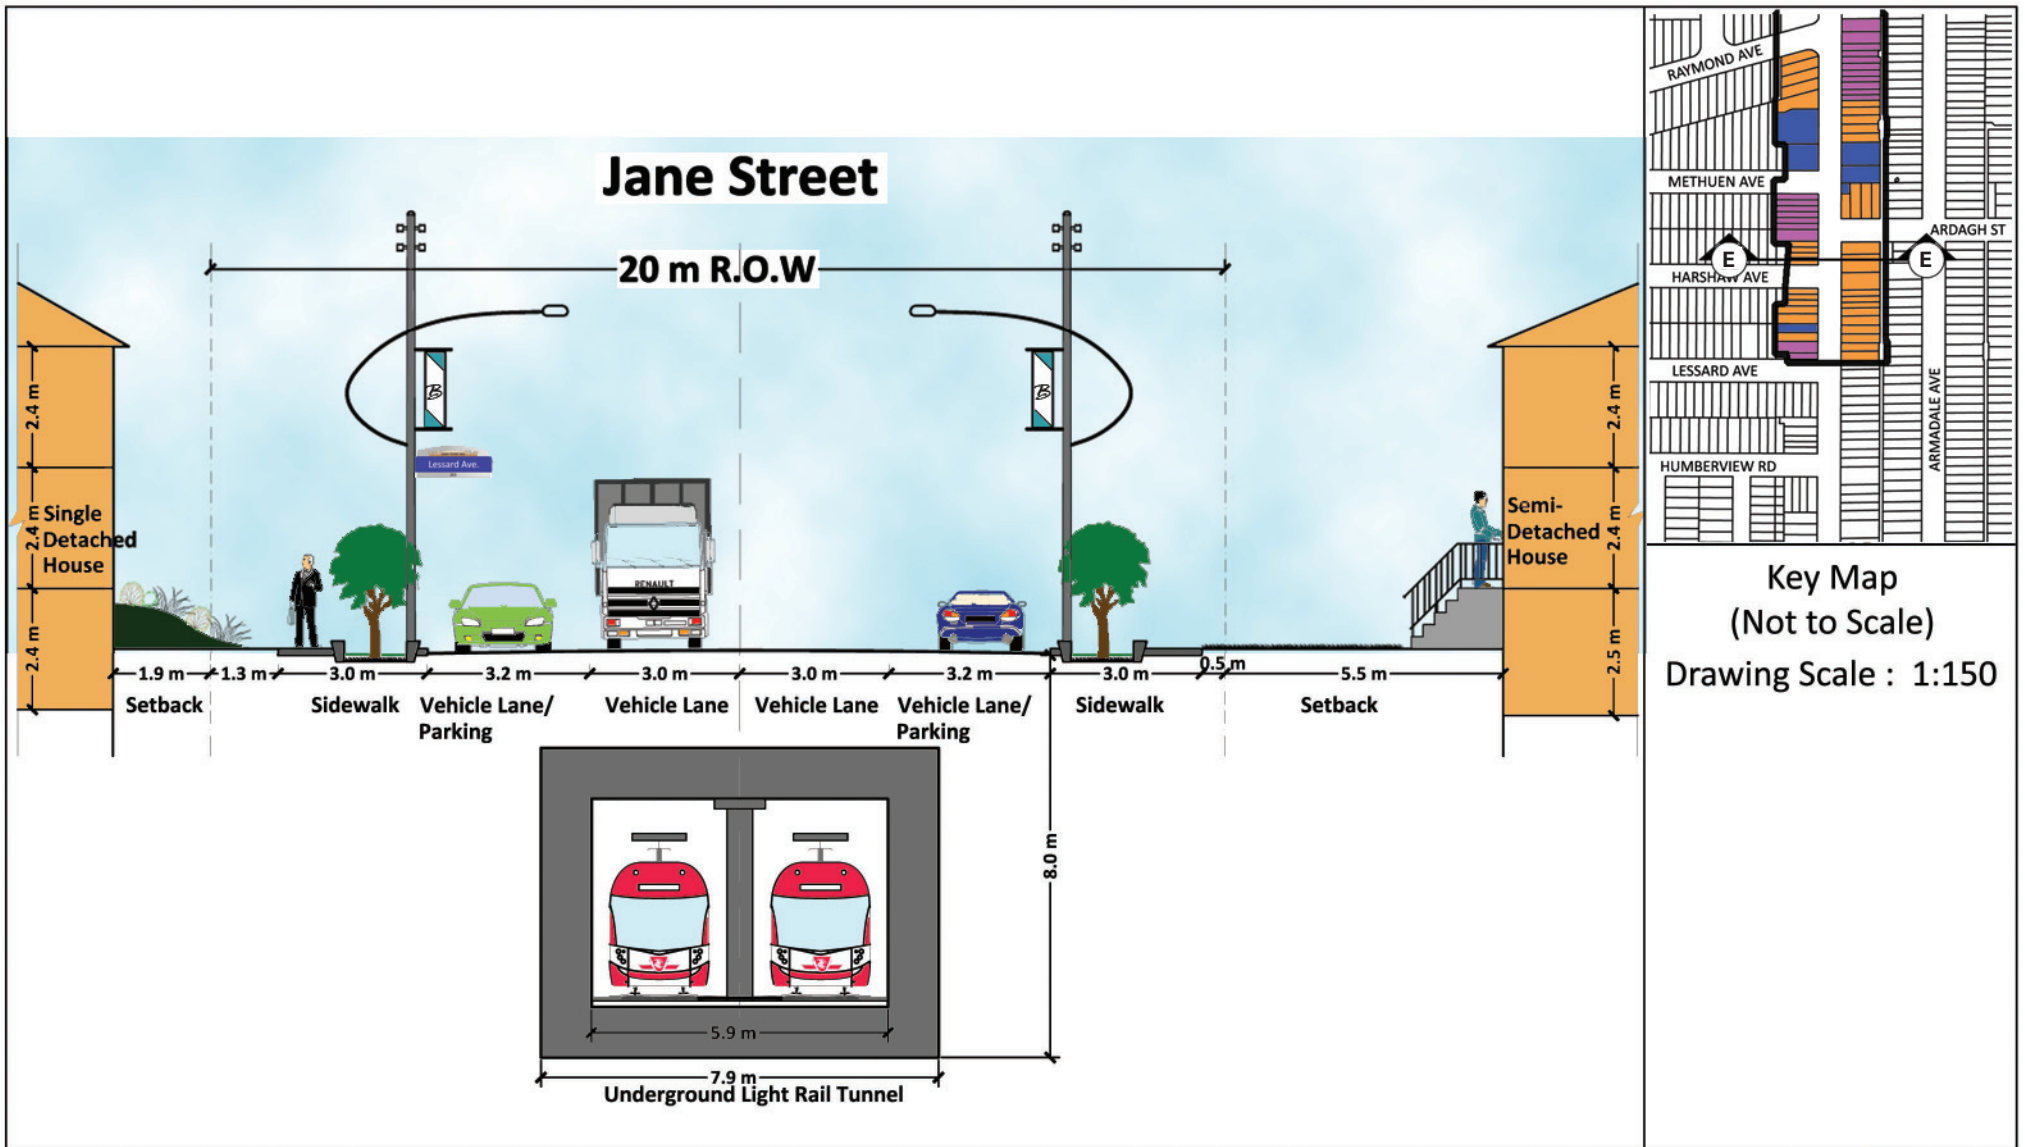 Jane Street
20 m R.O.W
B
B
Lessard Ave.
RENAULT
2.4 m
2.4 m
2.4 m
Single
Detached
House
2.4 m
2.4 m
2.5 m
Semi-
Detached
House
1.9 m
1.3 m
3.0 m
3.2 m
3.0 m
3.0 m
3.2 m
3.0 m
0.5 m
5.5 m
Setback
Sidewalk
Vehicle Lane/
Parking
Vehicle Lane
Vehicle Lane
Vehicle Lane/
Parking
Sidewalk
Setback
8.0 m
5.9 m
7.9 m
Underground Light Rail Tunnel
RAYMOND AVE
METHUEN AVE
ARDAGH ST
E
E
HARSHAW AVE
LESSARD AVE
ARMADALE AVE
HUMBERVIEW RD
Key Map
(Not to Scale)
Drawing Scale : 1:150